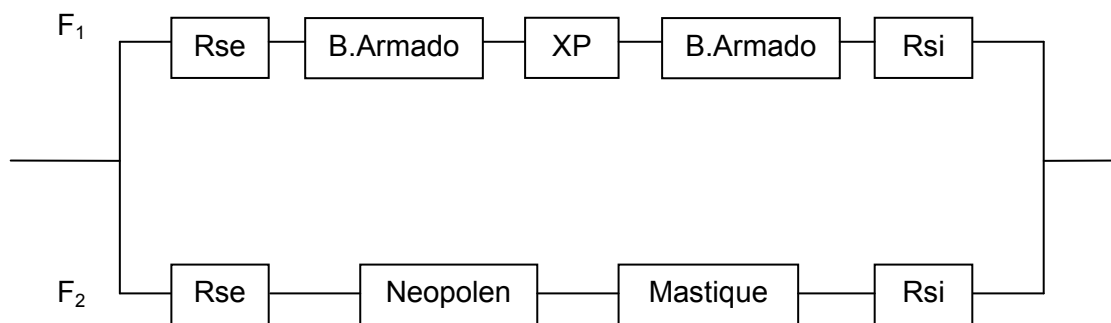 F₁
Rse B.Armado XP B.Armado Rsi
F₂ Rse Neopolen Mastique Rsi